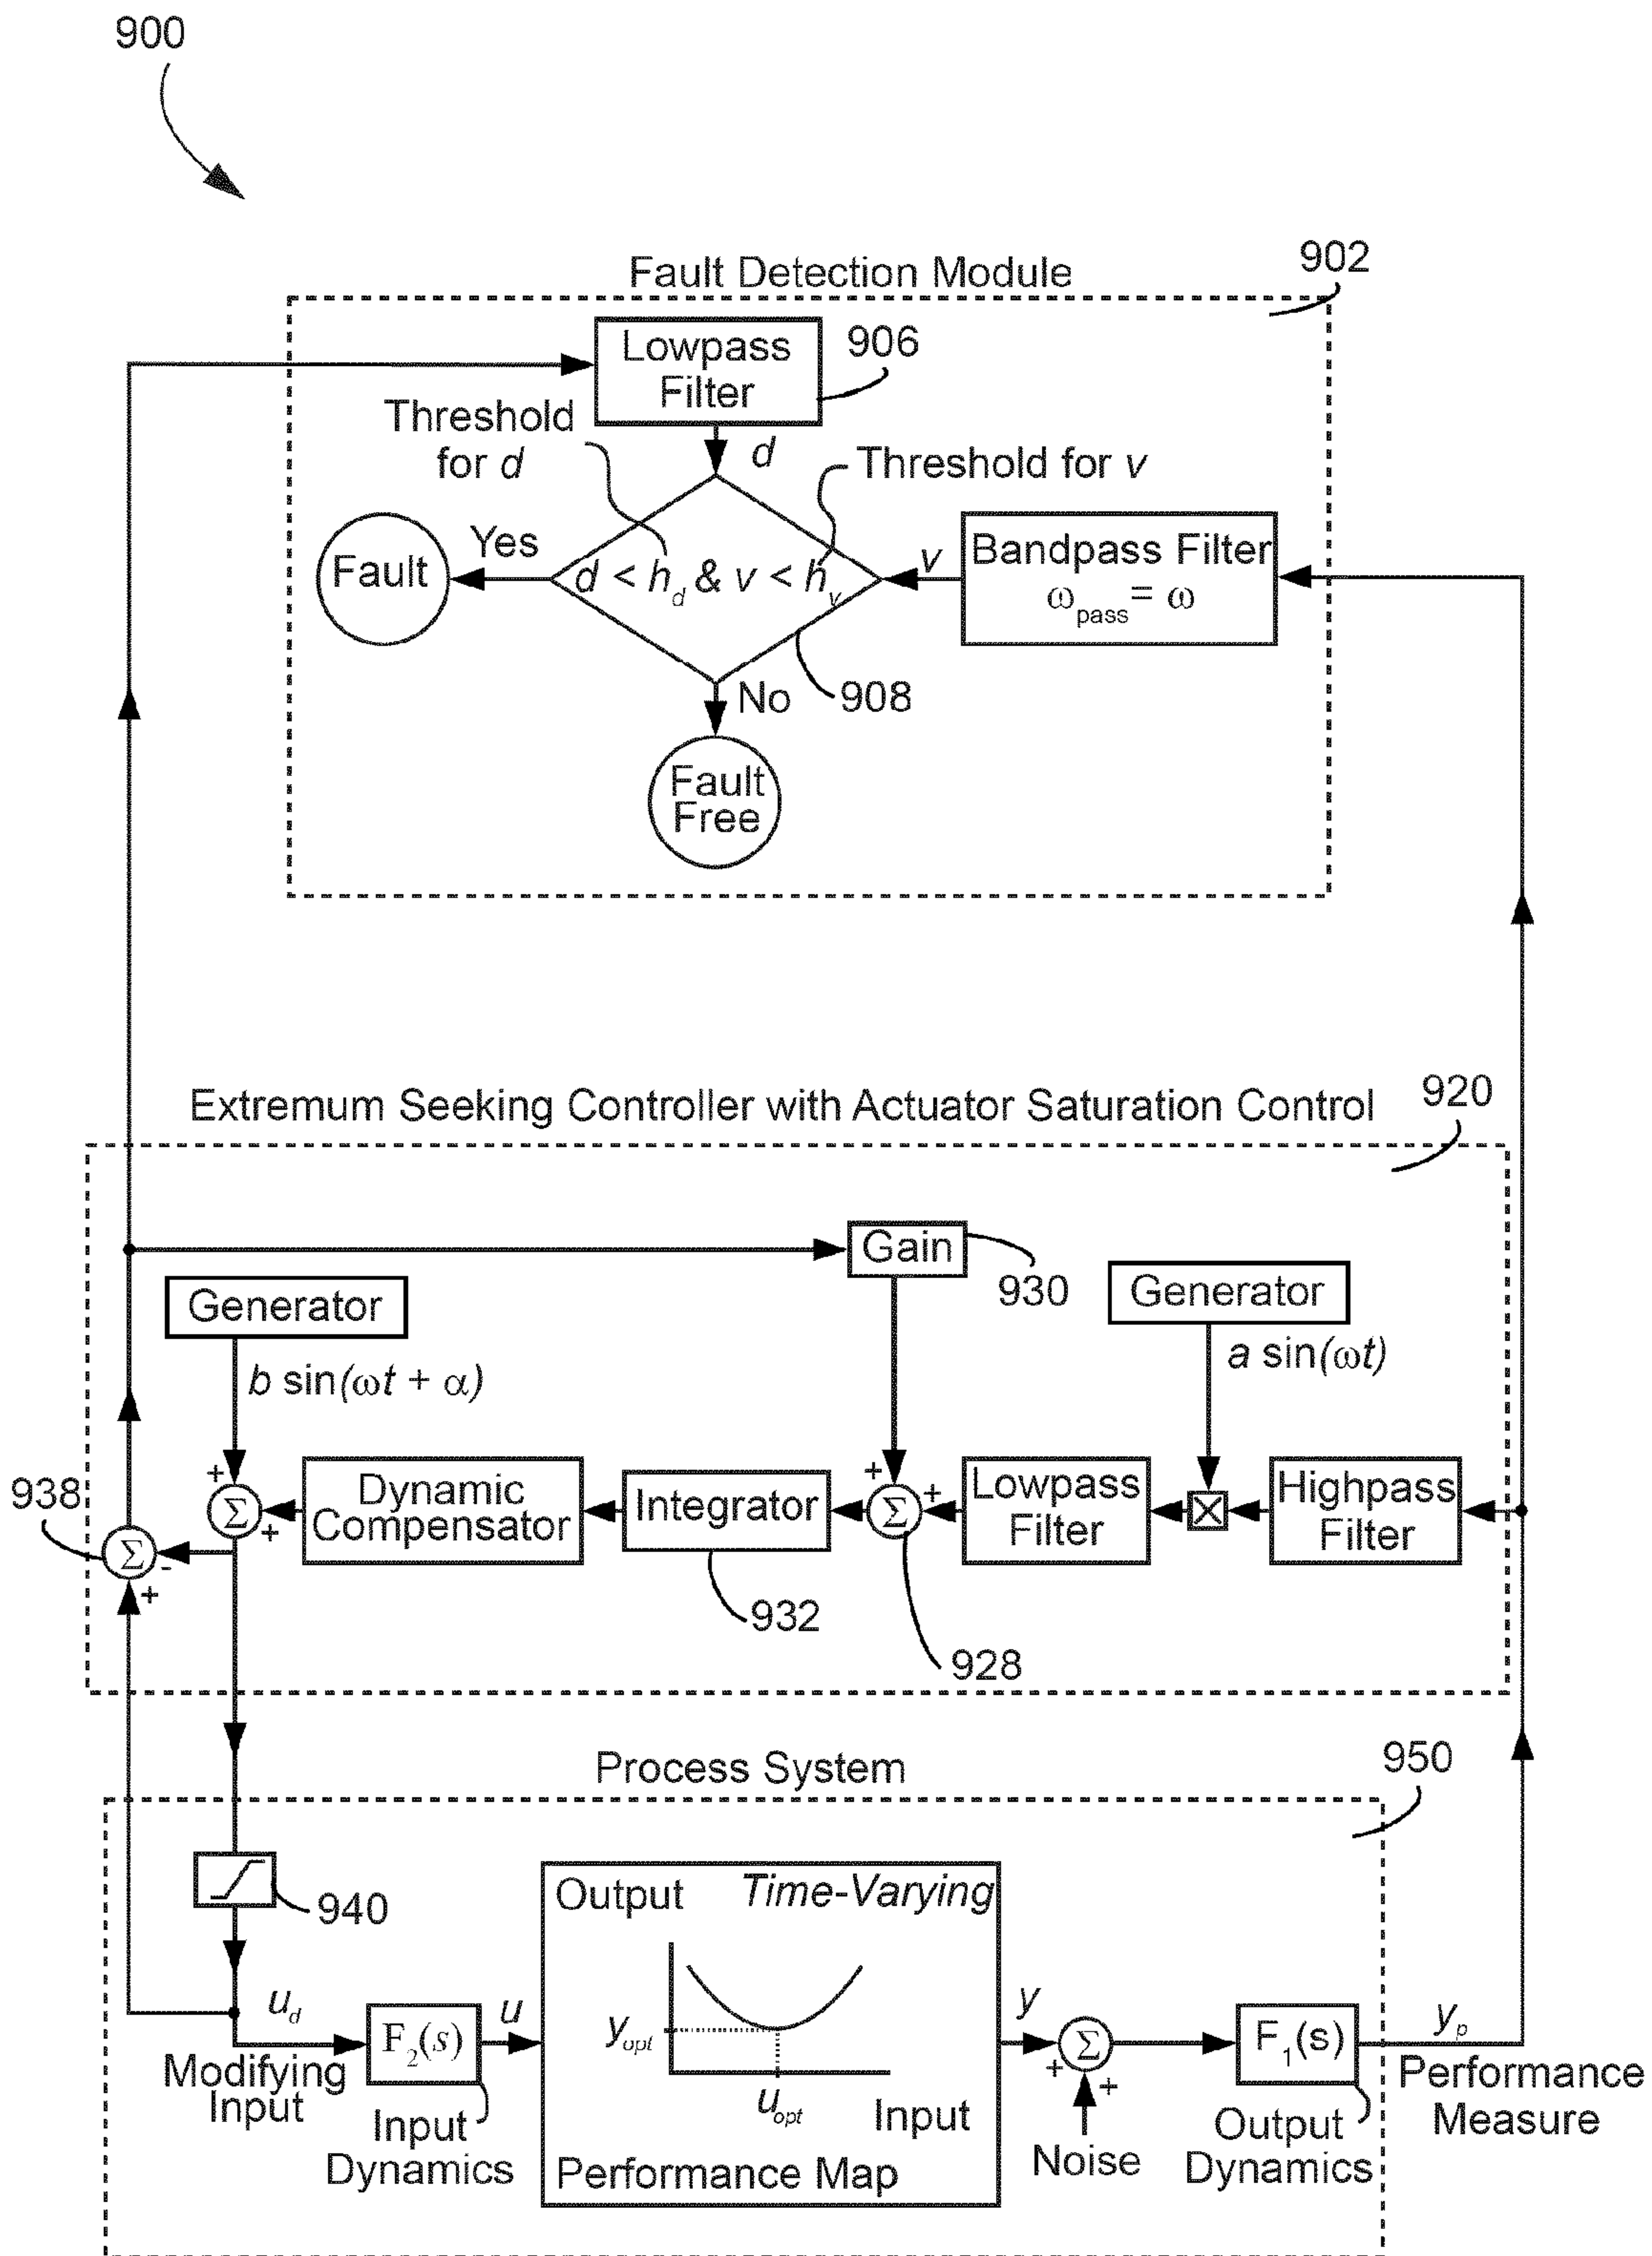 900
Fault Detection Module
902
Lowpass
Filter
906
Threshold
for d
d
Threshold for v
Yes
Fault
d < h_d & v < h_v
v
Bandpass Filter
ω_pass = ω
908
No
Fault
Free
Extremum Seeking Controller with Actuator Saturation Control
920
Gain
930
Generator
Generator
b sin(ωt + α)
a sin(ωt)
938
Σ
+
-
+
Σ
+
+
Dynamic
Compensator
Integrator
932
Σ
+
+
928
Lowpass
Filter
Highpass
Filter
Process System
950
940
u_d
Modifying
Input
F_2(s)
Input
Dynamics
u
Output
Time-Varying
y_opt
u_opt
Input
Performance Map
y
Σ
+
+
Noise
F_1(s)
Output
Dynamics
y_p
Performance
Measure